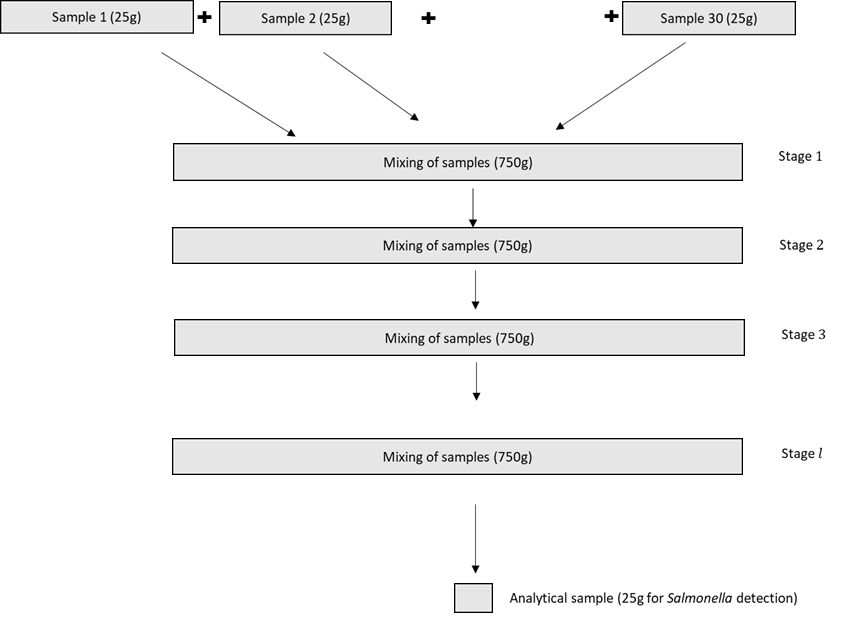 Sample 1 (25g) + Sample 2 (25g) + + Sample 30 (25g)
Mixing of samples (750g) Stage 1
Mixing of samples (750g) Stage 2
Mixing of samples (750g) Stage 3
Mixing of samples (750g) Stage l
Analytical sample (25g for Salmonella detection)